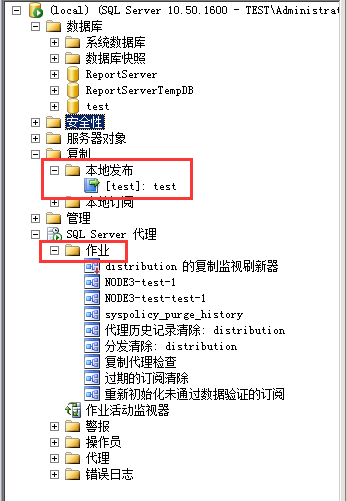 (local) (SQL Server 10.50.1600 - TEST\Administrat
数据库
系统数据库
数据库快照
ReportServer
ReportServerTempDB
test
安全性
服务器对象
复制
本地发布
[test]: test
本地订阅
管理
SQL Server 代理
作业
distribution 的复制监视刷新器
NODE3-test-1
NODE3-test-test-1
syspolicy_purge_history
代理历史记录清除: distribution
分发清除: distribution
复制代理检查
过期的订阅清除
重新初始化未通过数据验证的订阅
作业活动监视器
警报
操作员
代理
错误日志